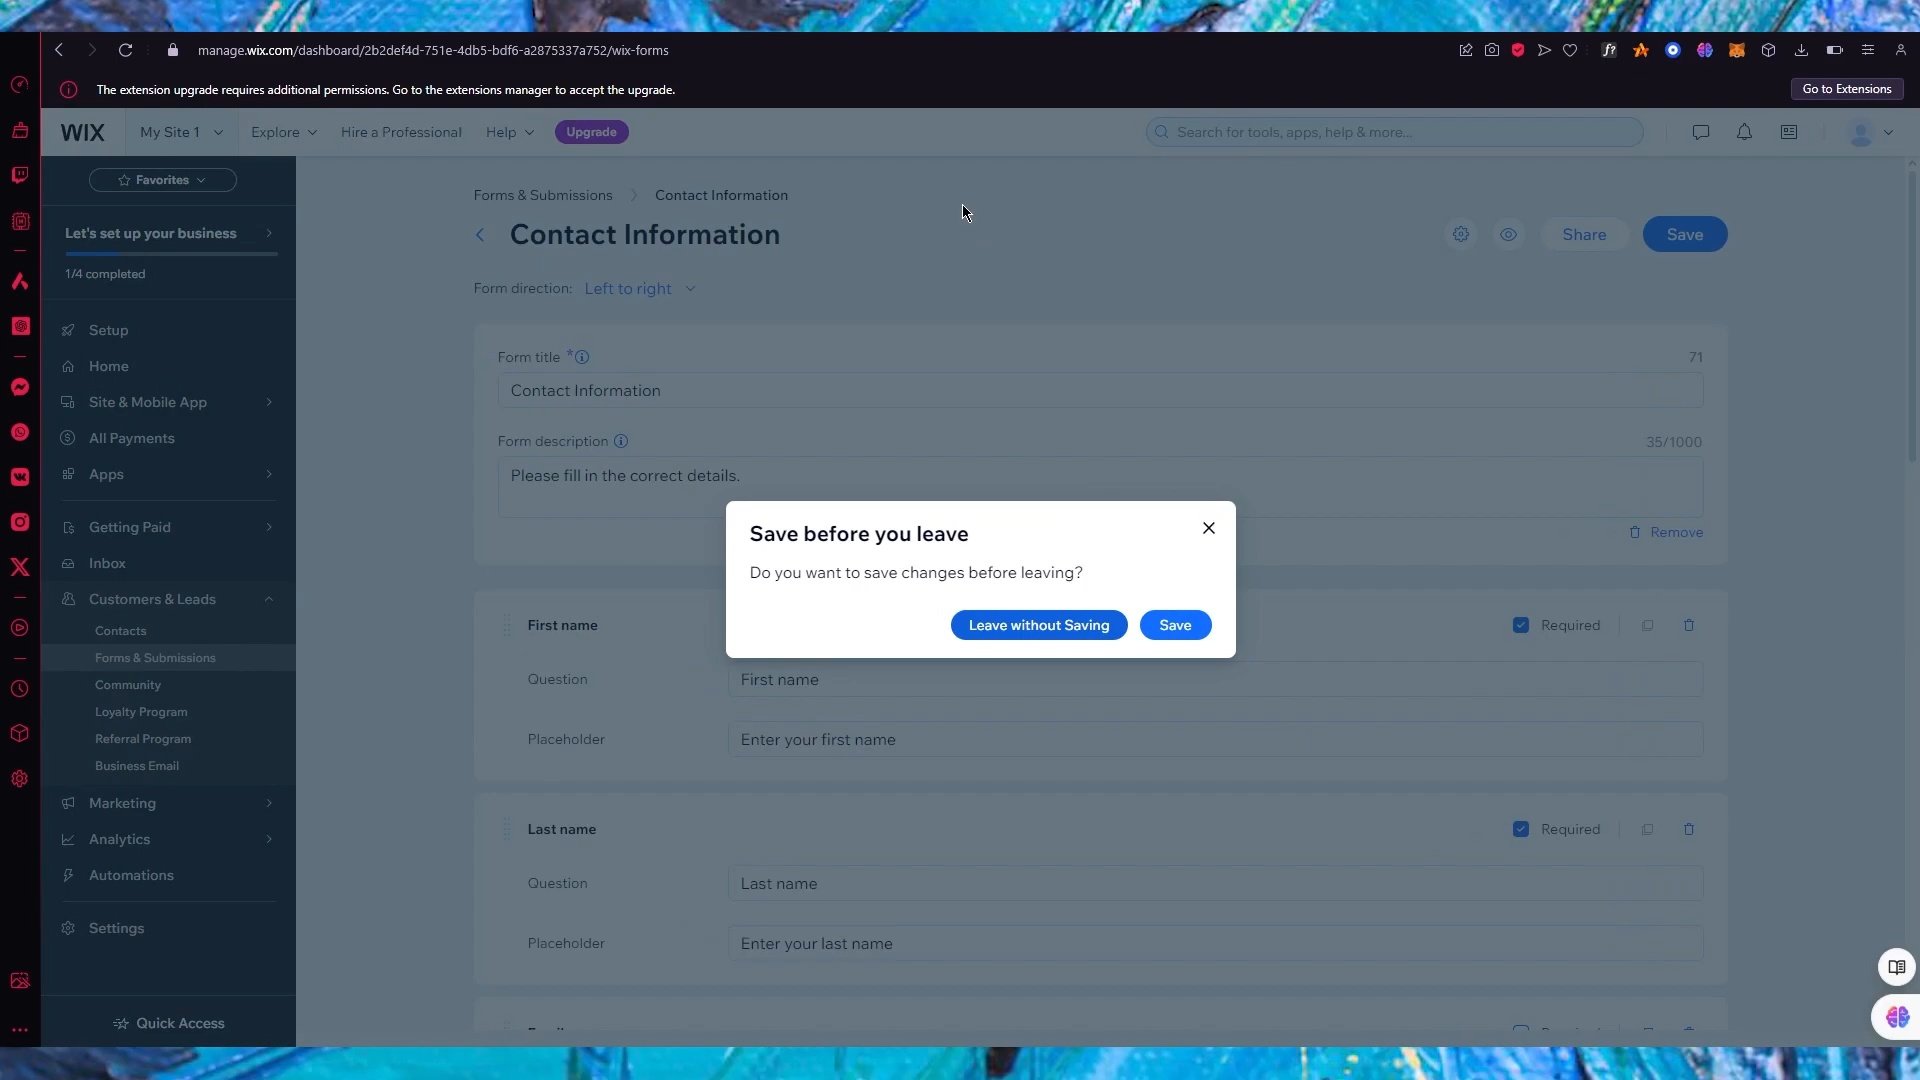 manage.wix.com/dashboard/2b2def4d-751e-4db5-bdf6-a2875337a752/wix-forms
The extension upgrade requires additional permissions. Go to the extensions manager to accept the upgrade.
Go to Extensions
WIX
My Site 1
Explore
Hire a Professional
Help
Upgrade
Search for tools, apps, help & more...
Favorites
Let's set up your business
1/4 completed
Setup
Home
Site & Mobile App
All Payments
Apps
Getting Paid
Inbox
Customers & Leads
Contacts
Forms & Submissions
Community
Loyalty Program
Referral Program
Business Email
Marketing
Analytics
Automations
Settings
Quick Access
Forms & Submissions
Contact Information
Contact Information
Share
Save
Form direction: Left to right
Form title *
71
Contact Information
Form description
35/1000
Please fill in the correct details.
Remove
Save before you leave
Do you want to save changes before leaving?
Leave without Saving
Save
First name
Required
Question
First name
Placeholder
Enter your first name
Last name
Required
Question
Last name
Placeholder
Enter your last name